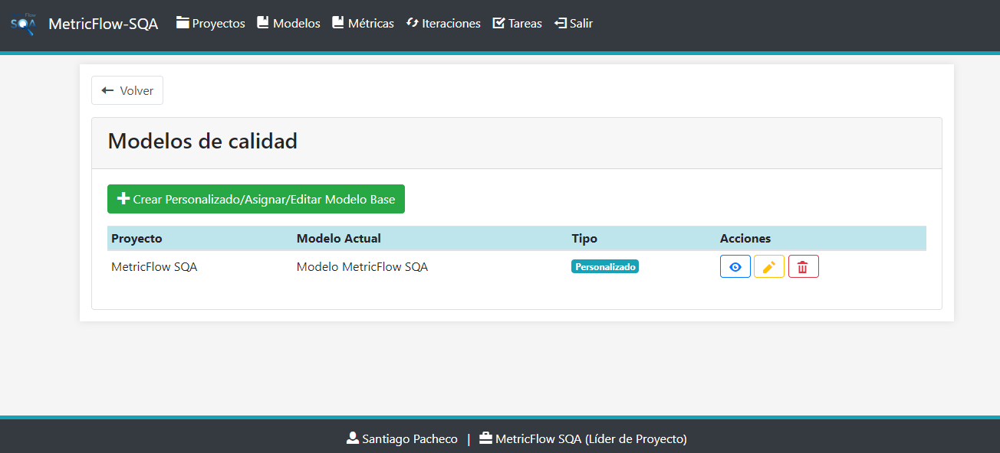 Flow
SQA
MetricFlow-SQA Proyectos Modelos Métricas Iteraciones Tareas Salir
Volver
Modelos de calidad
Crear Personalizado/Asignar/Editar Modelo Base
Proyecto Modelo Actual Tipo Acciones
MetricFlow SQA Modelo MetricFlow SQA Personalizado
Santiago Pacheco | MetricFlow SQA (Líder de Proyecto)